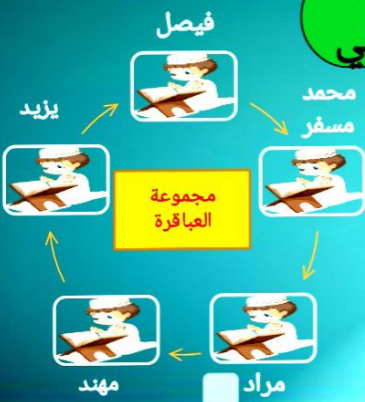 فيصل
محمد
مسفر
يزيد
مجموعة
العباقرة
مراد
مهند